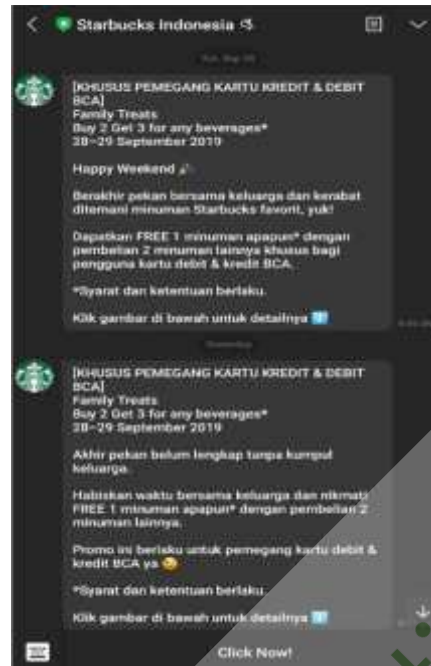 Starbucks Indonesia
[KHUSUS PEMEGANG KARTU KREDIT & DEBIT
BCA]
Family Treats
Buy 2 Get 3 for any beverages*
28-29 September 2019
Happy Weekend
Berakhir pekan bersama keluarga dan kerabat
ditemani minuman Starbucks favorit, yuk!
Dapatkan FREE 1 minuman apapun* dengan
pembelian 2 minuman lainnya khusus bagi
pengguna kartu debit & kredit BCA.
*Syarat dan ketentuan berlaku.
Klik gambar di bawah untuk detailnya
[KHUSUS PEMEGANG KARTU KREDIT & DEBIT
BCA]
Family Treats
Buy 2 Get 3 for any beverages*
28-29 September 2019
Akhir pekan belum lengkap tanpa kumpul
keluarga.
Habiskan waktu bersama keluarga dan nikmati
FREE 1 minuman apapun* dengan pembelian 2
minuman lainnya.
Promo ini berlaku untuk pemegang kartu debit &
kredit BCA ya
*Syarat dan ketentuan berlaku.
Klik gambar di bawah untuk detailnya
Click Now!